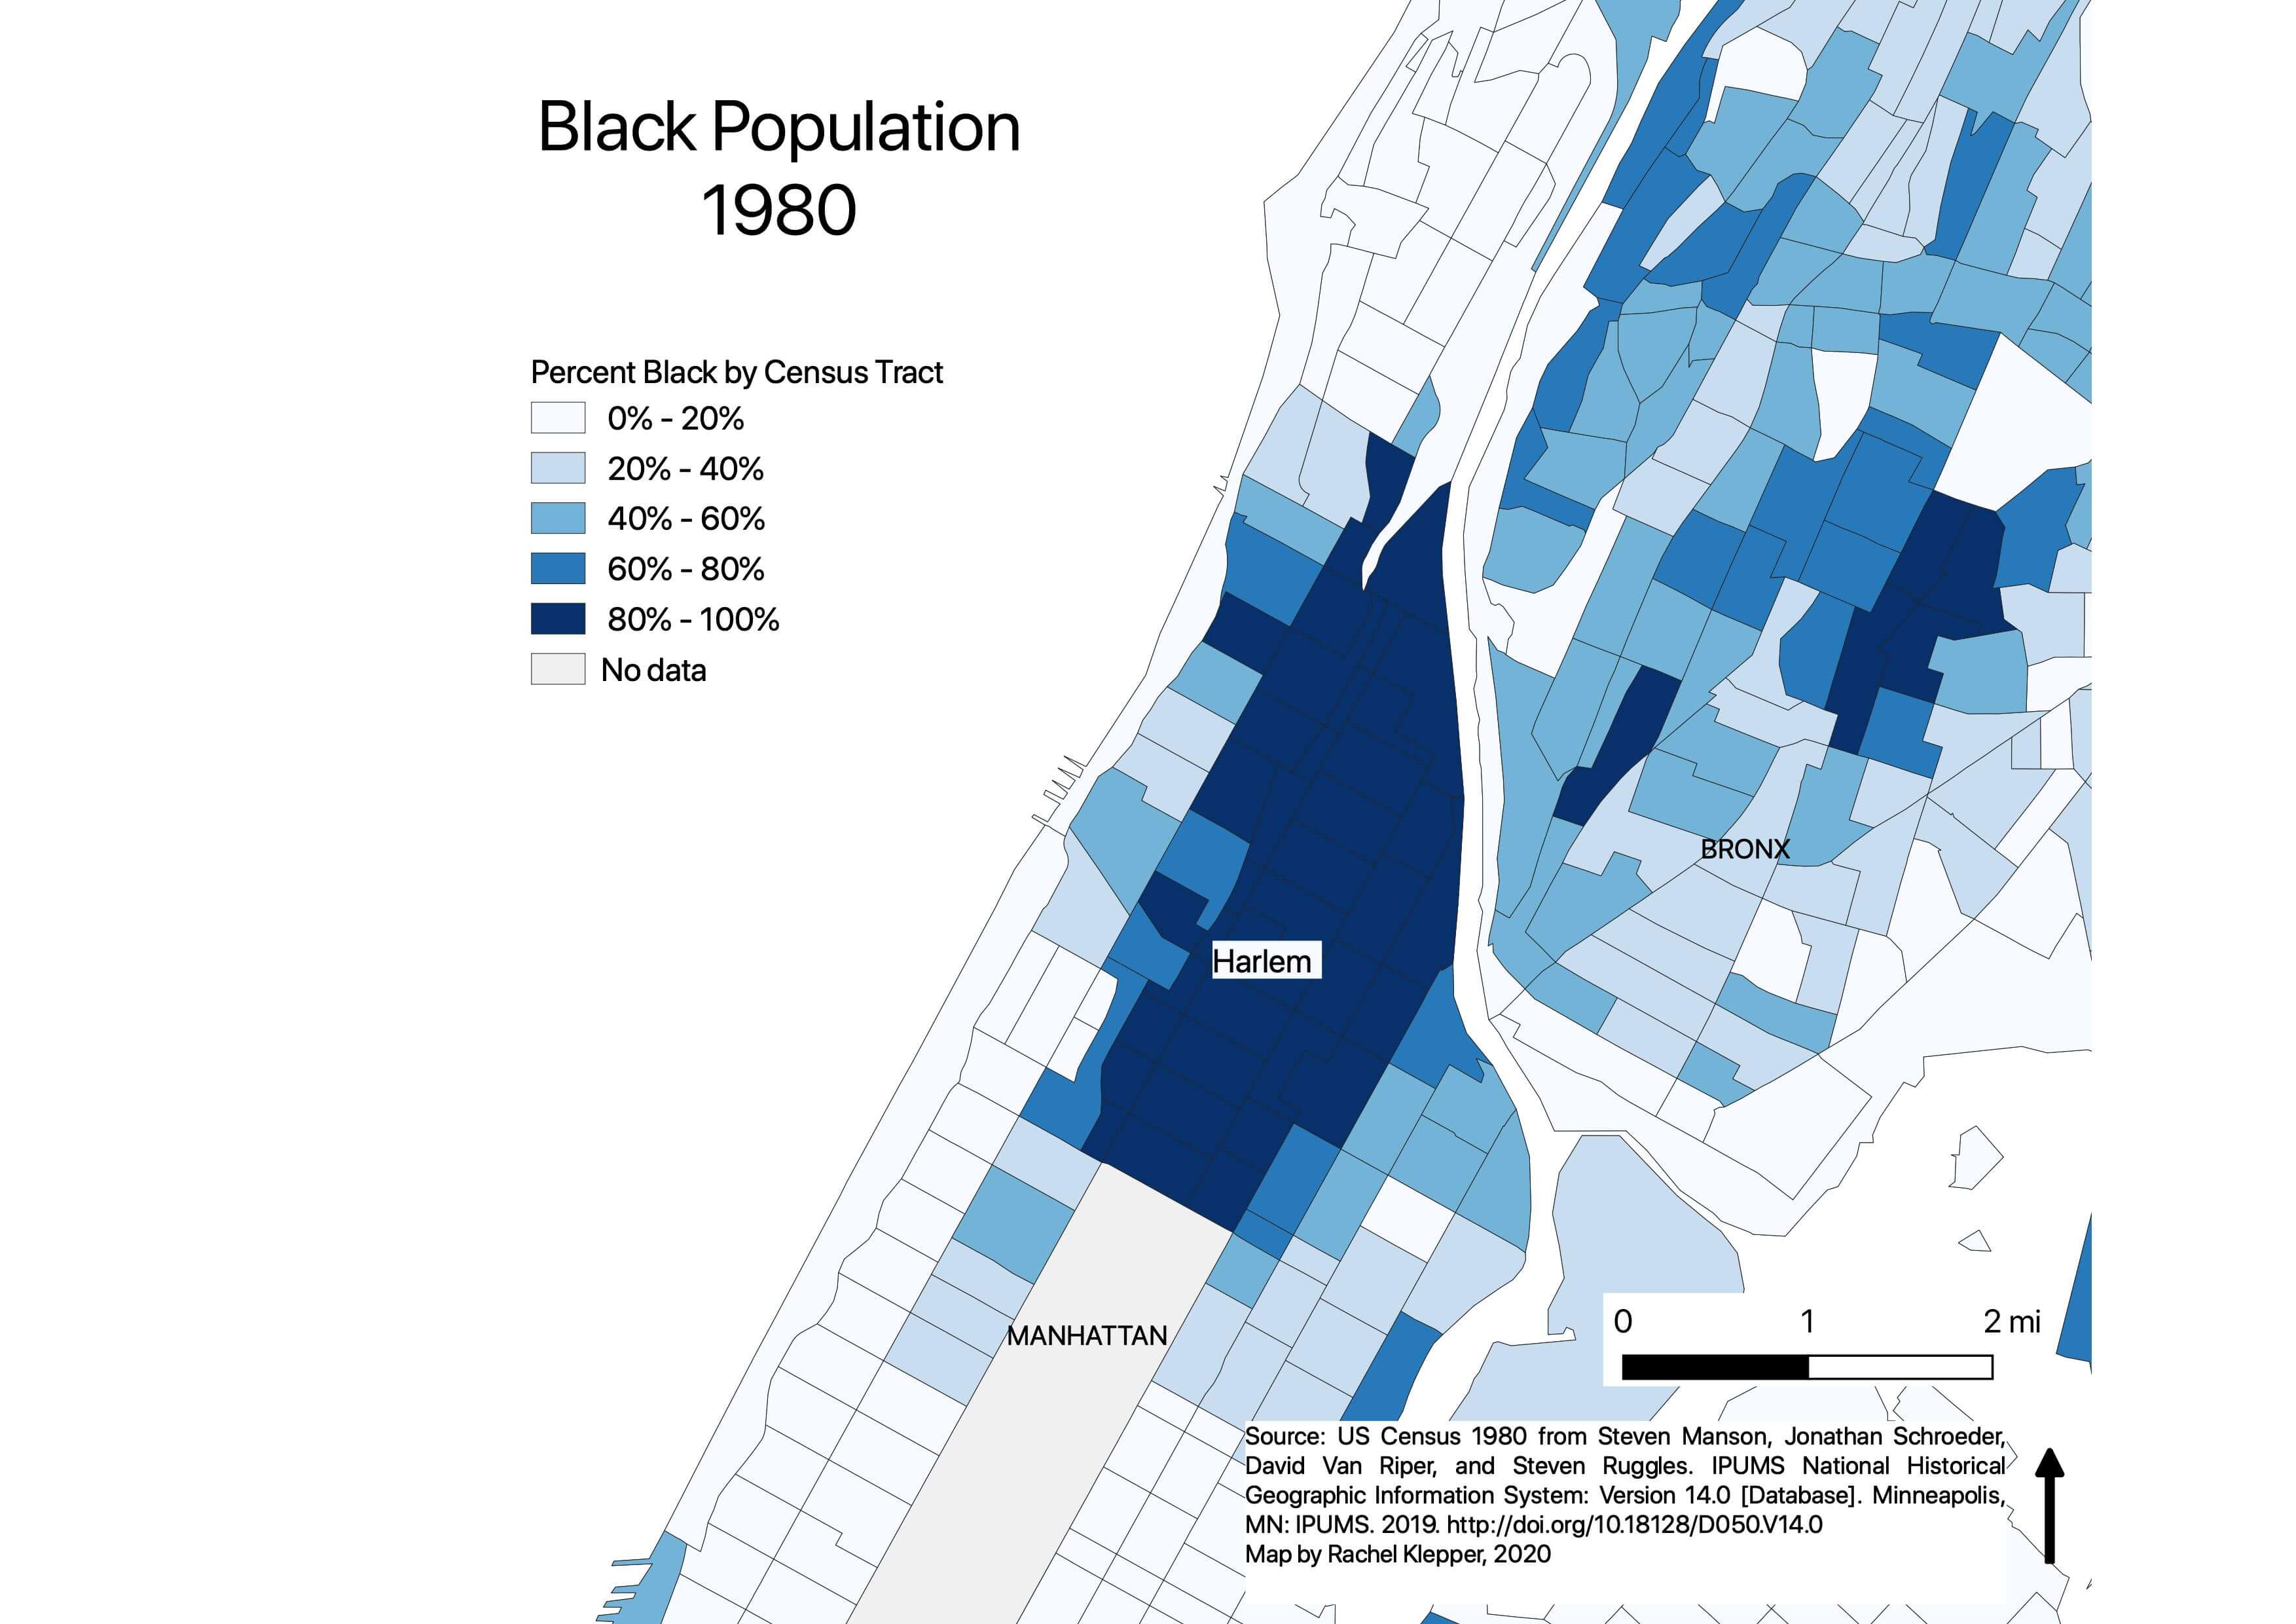 Black Population
1980
Percent Black by Census Tract
0% - 20%
20% - 40%
40% - 60%
60% - 80%
80% - 100%
No data
BRONX
Harlem
MANHATTAN
0 1 2 mi
Source: US Census 1980 from Steven Manson, Jonathan Schroeder,
David Van Riper, and Steven Ruggles. IPUMS National Historical
Geographic Information System: Version 14.0 [Database]. Minneapolis,
MN: IPUMS. 2019. http://doi.org/10.18128/D050.V14.0
Map by Rachel Klepper, 2020